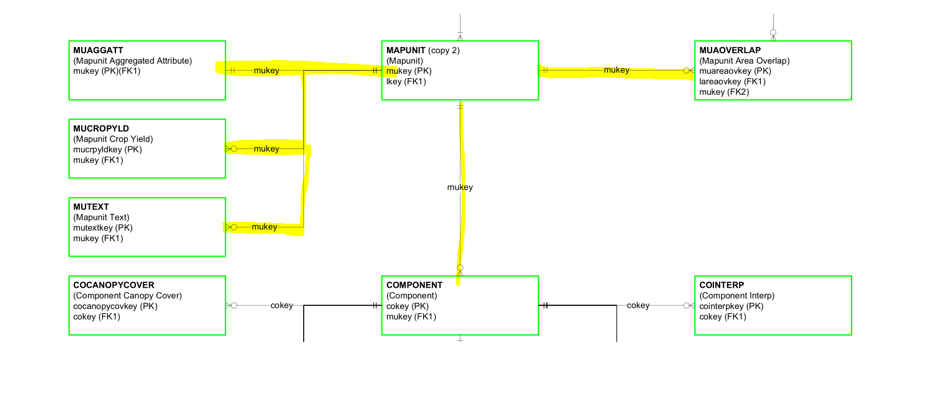 MUAGGATT
(Mapunit Aggregated Attribute)
mukey (PK)(FK1)
mukey
MAPUNIT (copy 2)
(Mapunit)
mukey (PK)
lkey (FK1)
mukey
MUAOVERLAP
(Mapunit Area Overlap)
muareaovkey (PK)
lareaovkey (FK1)
mukey (FK2)
MUCROPYLD
(Mapunit Crop Yield)
mucrpyldkey (PK)
mukey (FK1)
mukey
mukey
MUTEXT
(Mapunit Text)
mutextkey (PK)
mukey (FK1)
mukey
COCANOPYCOVER
(Component Canopy Cover)
cocanopycovkey (PK)
cokey (FK1)
cokey
COMPONENT
(Component)
cokey (PK)
mukey (FK1)
cokey
COINTERP
(Component Interp)
cointerpkey (PK)
cokey (FK1)